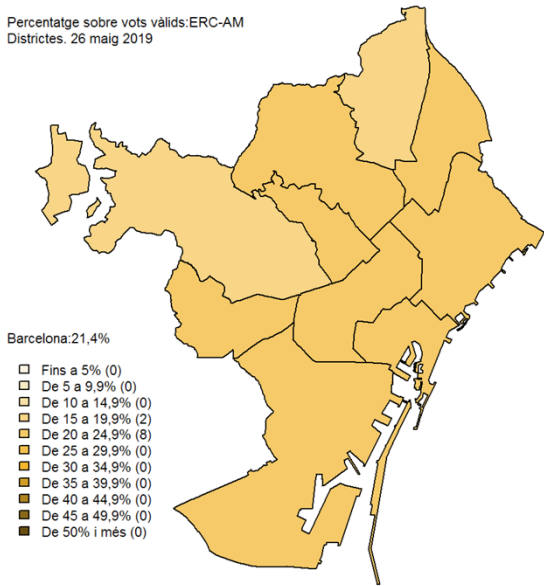 Percentatge sobre vots vàlids:ERC-AM
Districtes. 26 maig 2019
Barcelona:21,4%
Fins a 5% (0)
De 5 a 9,9% (0)
De 10 a 14,9% (0)
De 15 a 19,9% (2)
De 20 a 24,9% (8)
De 25 a 29,9% (0)
De 30 a 34,9% (0)
De 35 a 39,9% (0)
De 40 a 44,9% (0)
De 45 a 49,9% (0)
De 50% i més (0)